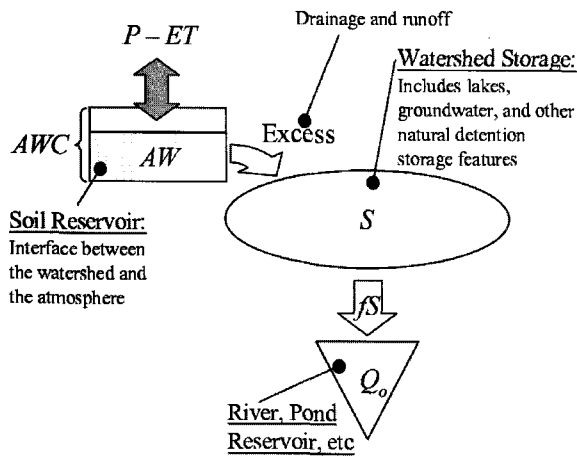 Drainage and runoff
P – ET
Watershed Storage:
Includes lakes,
groundwater, and other
natural detention
storage features
Excess
AWC
AW
S
Soil Reservoir:
Interface between
the watershed and
the atmosphere
fS
Qo
River, Pond
Reservoir, etc